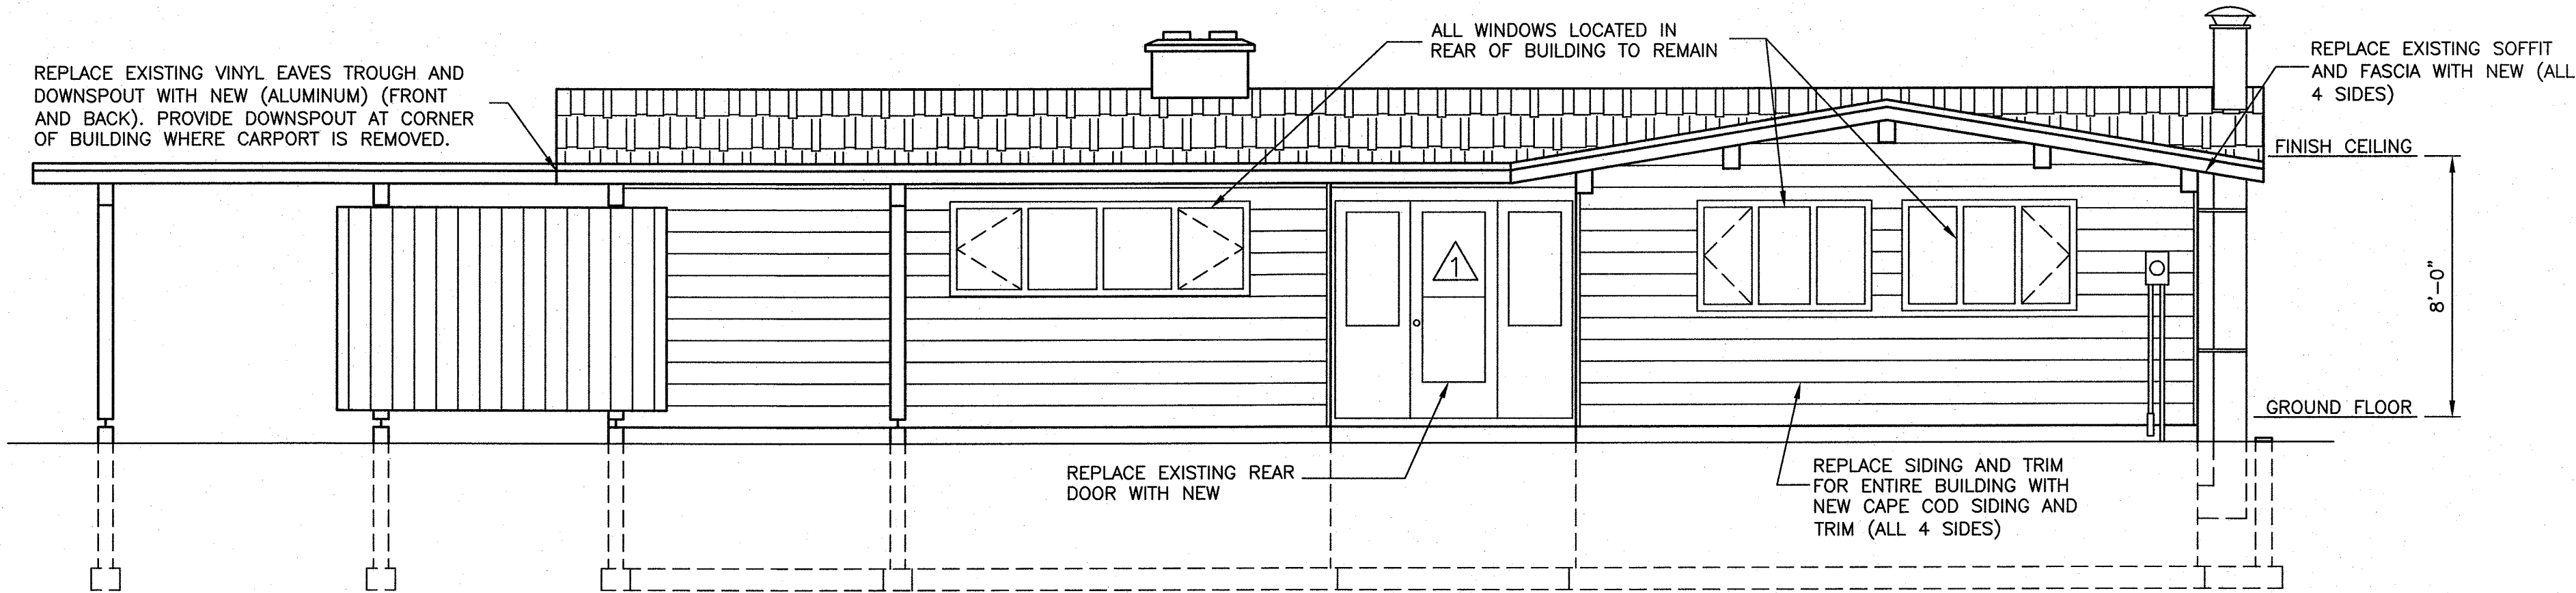 REPLACE EXISTING VINYL EAVES TROUGH AND
DOWNSPOUT WITH NEW (ALUMINUM) (FRONT
AND BACK). PROVIDE DOWNSPOUT AT CORNER
OF BUILDING WHERE CARPORT IS REMOVED.
ALL WINDOWS LOCATED IN
REAR OF BUILDING TO REMAIN
REPLACE EXISTING SOFFIT
AND FASCIA WITH NEW (ALL
4 SIDES)
FINISH CEILING
8'-0"
GROUND FLOOR
1
REPLACE EXISTING REAR
DOOR WITH NEW
REPLACE SIDING AND TRIM
FOR ENTIRE BUILDING WITH
NEW CAPE COD SIDING AND
TRIM (ALL 4 SIDES)